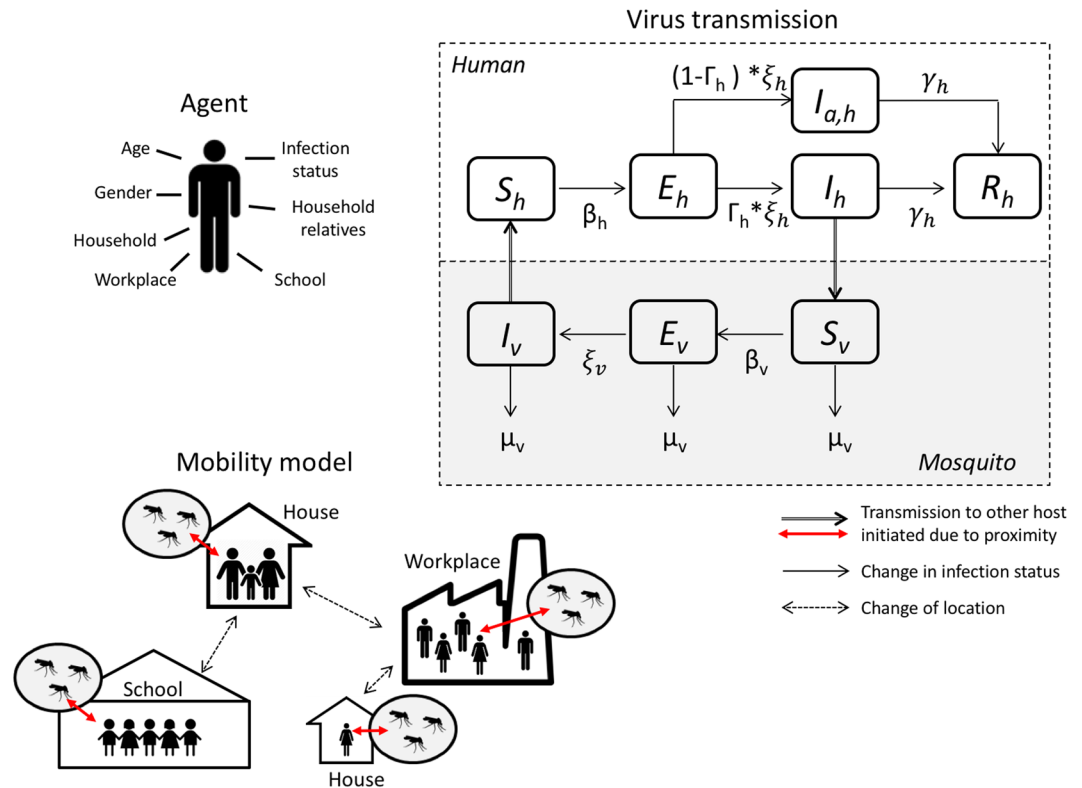 Virus transmission
Human
(1-Γh ) *ξh
Ia,h
γh
Sh
βh
Eh
Γh*ξh
Ih
γh
Rh
Iv
ξv
Ev
βv
Sv
μv
μv
μv
Mosquito
Agent
Age
Gender
Household
Workplace
Infection
status
Household
relatives
School
Mobility model
House
Workplace
School
House
Transmission to other host
initiated due to proximity
Change in infection status
Change of location